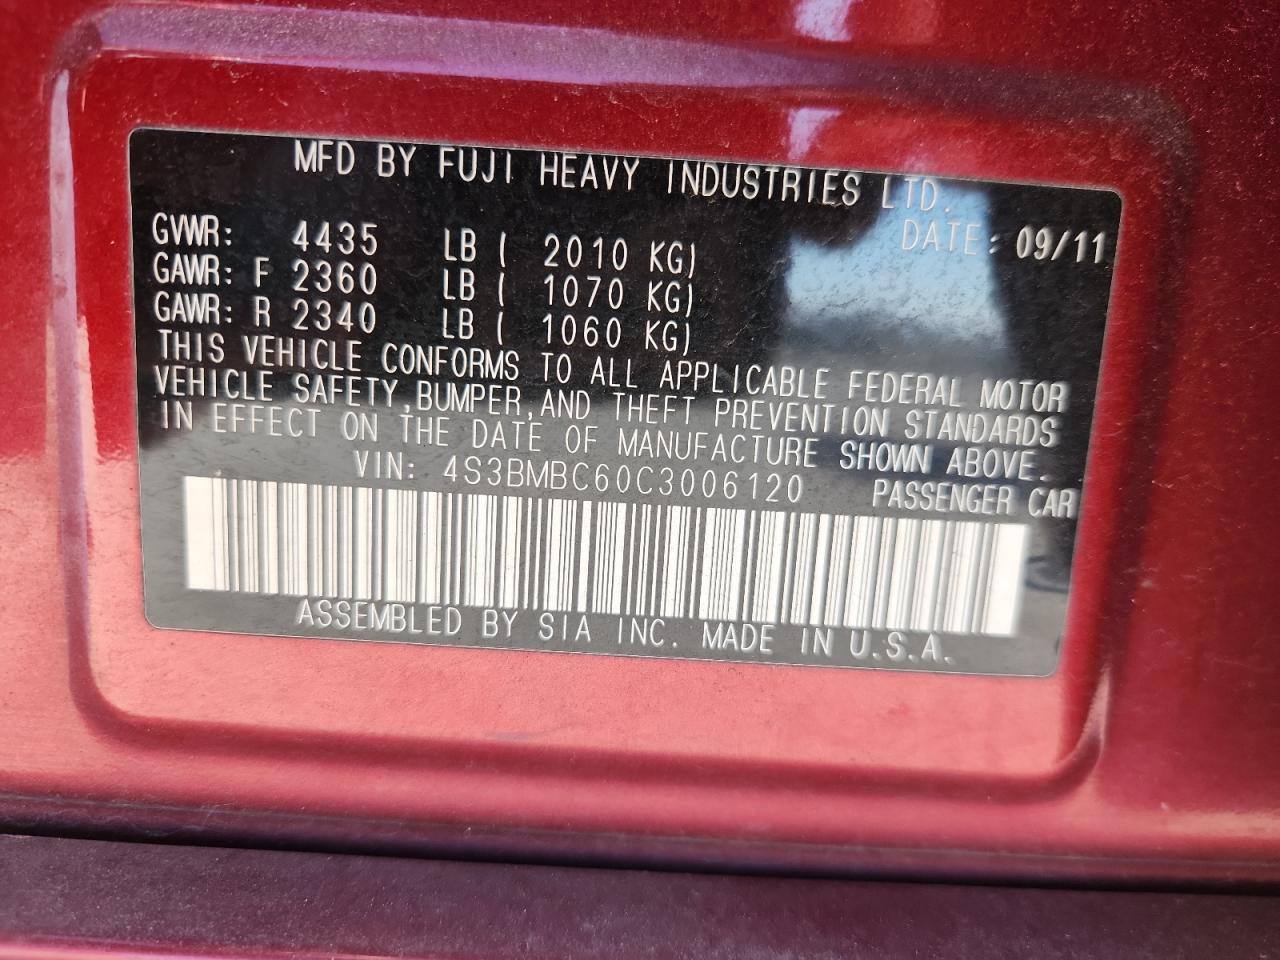 MFD BY FUJI HEAVY INDUSTRIES LTD.
DATE: 09/11
GVWR: 4435 LB ( 2010 KG)
GAWR: F 2360 LB ( 1070 KG)
GAWR: R 2340 LB ( 1060 KG)
THIS VEHICLE CONFORMS TO ALL APPLICABLE FEDERAL MOTOR
VEHICLE SAFETY,BUMPER,AND THEFT PREVENTION STANDARDS
IN EFFECT ON THE DATE OF MANUFACTURE SHOWN ABOVE.
VIN: 4S3BMBC60C3006120 PASSENGER CAR
ASSEMBLED BY SIA INC. MADE IN U.S.A.